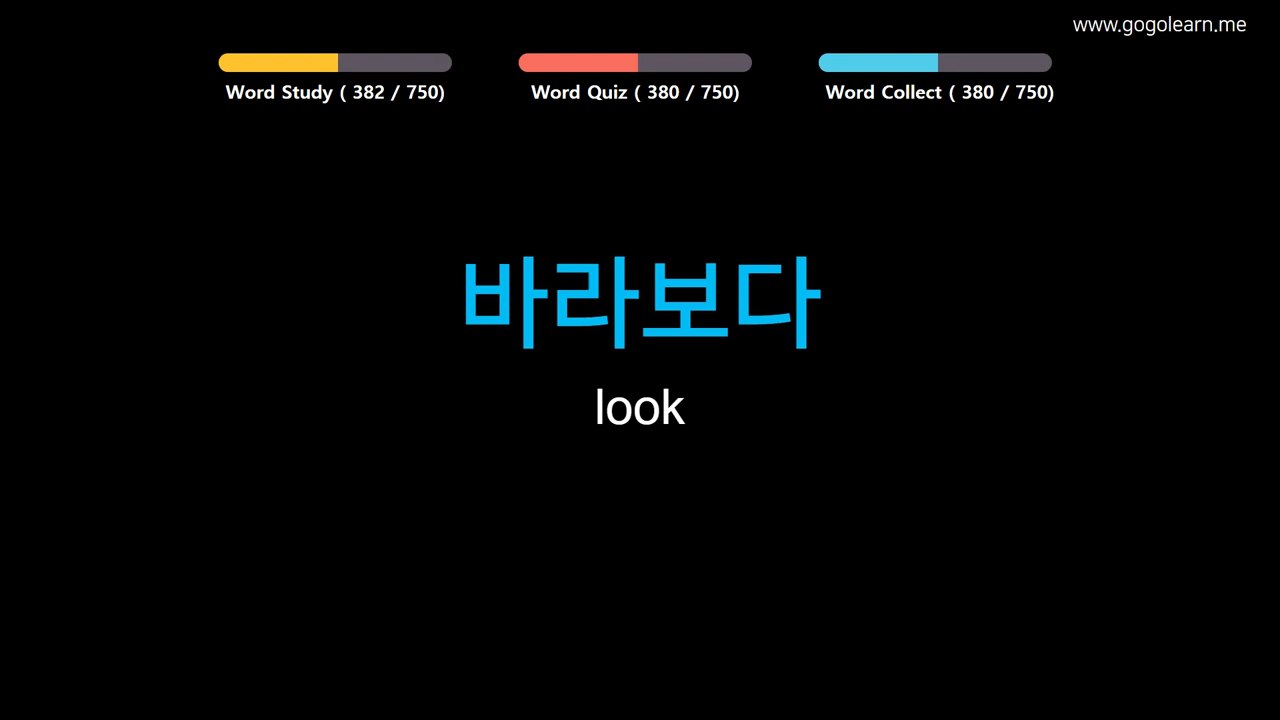 www.gogolearn.me
Word Study ( 382 / 750)
Word Quiz ( 380 / 750)
Word Collect ( 380 / 750)
바라보다
look